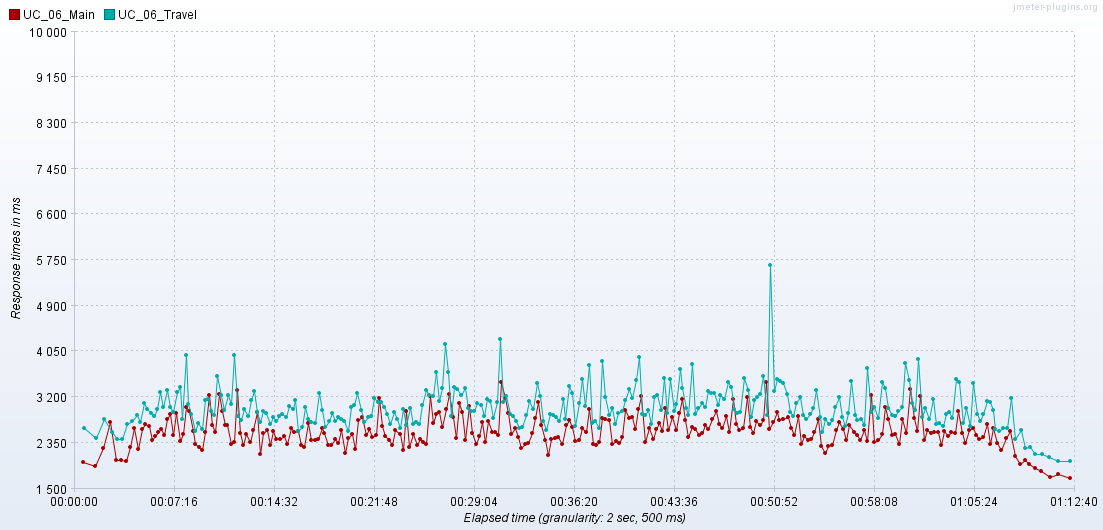 jmeter-plugins.org
UC_06_Main UC_06_Travel
10 000
9 150
8 300
7 450
6 600
5 750
4 900
4 050
3 200
2 350
1 500
Response times in ms
00:00:00 00:07:16 00:14:32 00:21:48 00:29:04 00:36:20 00:43:36 00:50:52 00:58:08 01:05:24 01:12:40
Elapsed time (granularity: 2 sec, 500 ms)